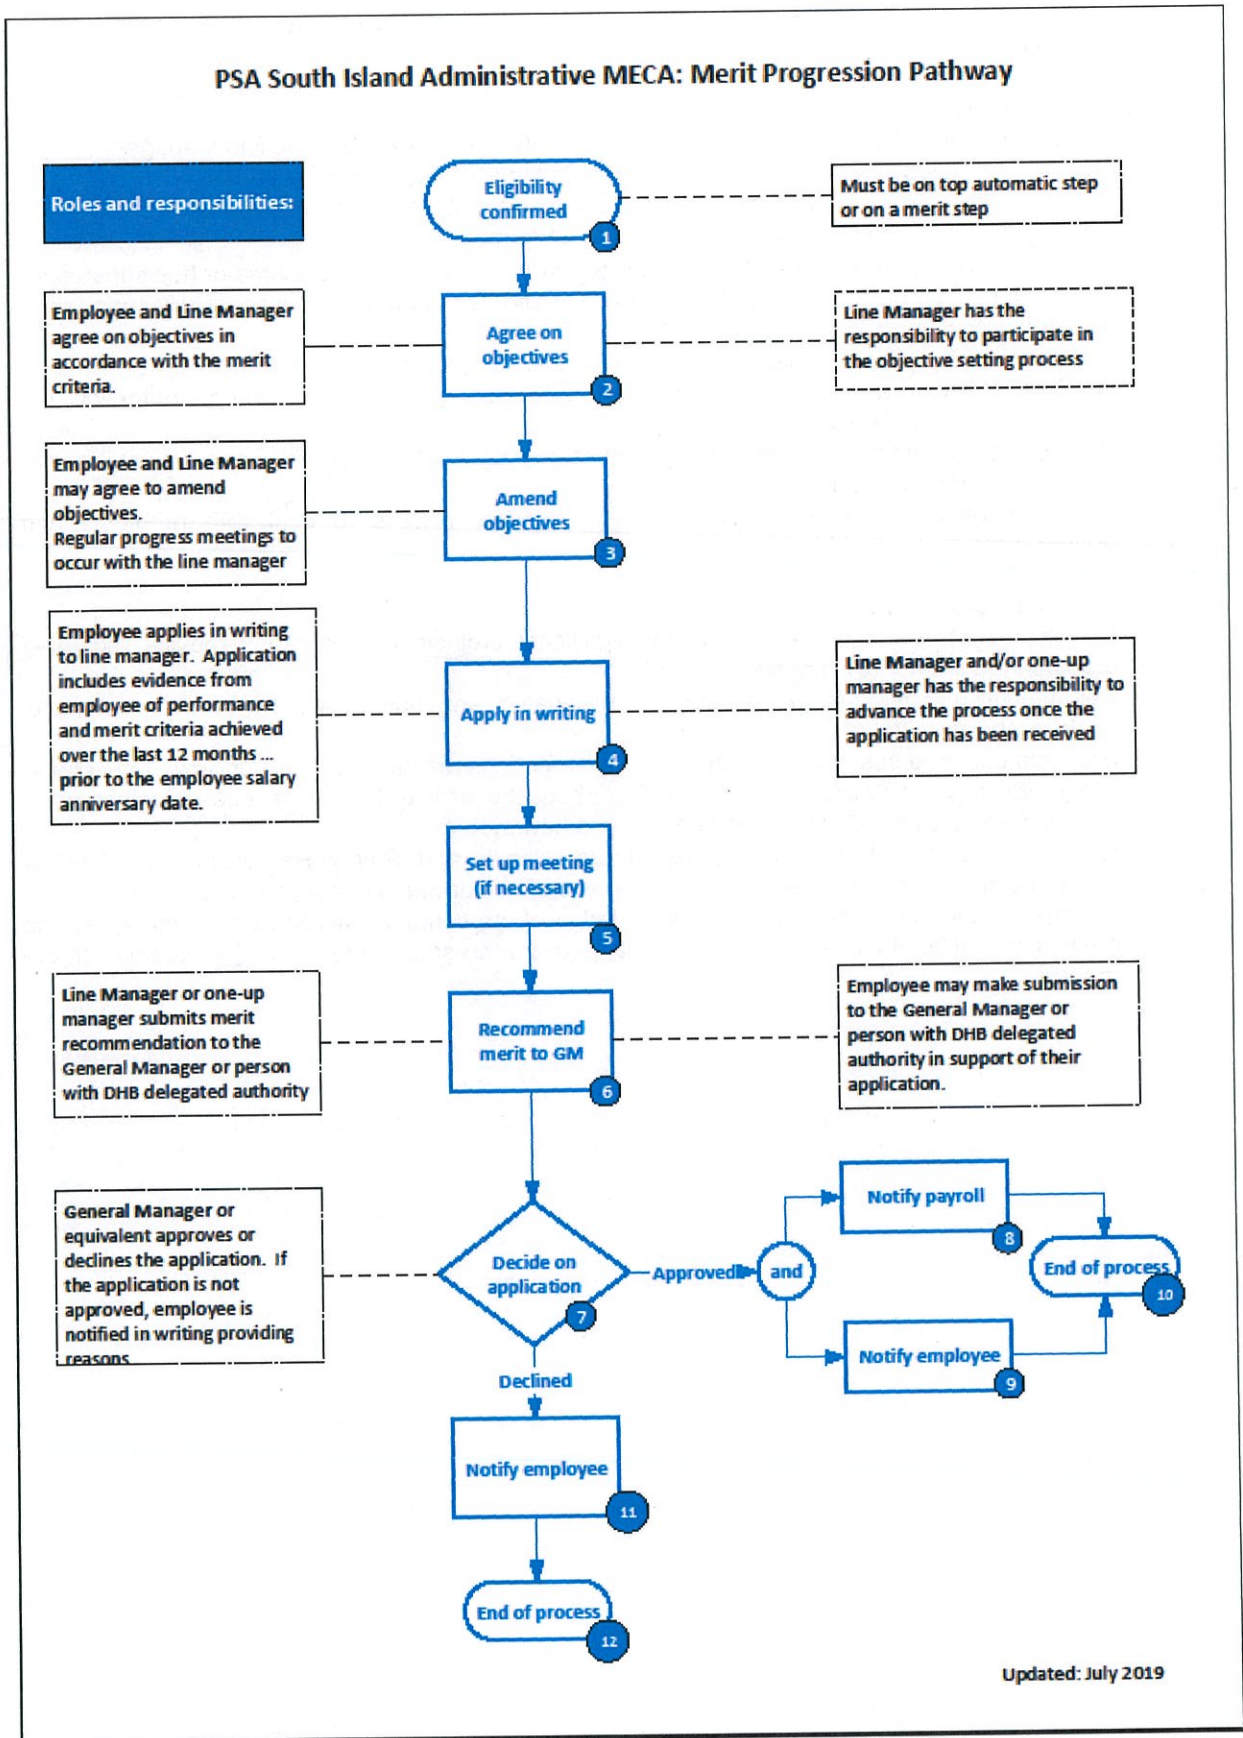 PSA South Island Administrative MECA: Merit Progression Pathway
Roles and responsibilities:
Eligibility
confirmed
1
Must be on top automatic step
or on a merit step
Employee and Line Manager
agree on objectives in
accordance with the merit
criteria.
Agree on
objectives
2
Line Manager has the
responsibility to participate in
the objective setting process
Employee and Line Manager
may agree to amend
objectives.
Regular progress meetings to
occur with the line manager
Amend
objectives
3
Employee applies in writing
to line manager.  Application
includes evidence from
employee of performance
and merit criteria achieved
over the last 12 months ...
prior to the employee salary
anniversary date.
Apply in writing
4
Line Manager and/or one-up
manager has the responsibility to
advance the process once the
application has been received
Set up meeting
(if necessary)
5
Line Manager or one-up
manager submits merit
recommendation to the
General Manager or person
with DHB delegated authority
Recommend
merit to GM
6
Employee may make submission
to the General Manager or
person with DHB delegated
authority in support of their
application.
General Manager or
equivalent approves or
declines the application.  If
the application is not
approved, employee is
notified in writing providing
reasons
Decide on
application
7
Approved
and
Notify payroll
8
Notify employee
9
End of process
10
Declined
Notify employee
11
End of process
12
Updated: July 2019